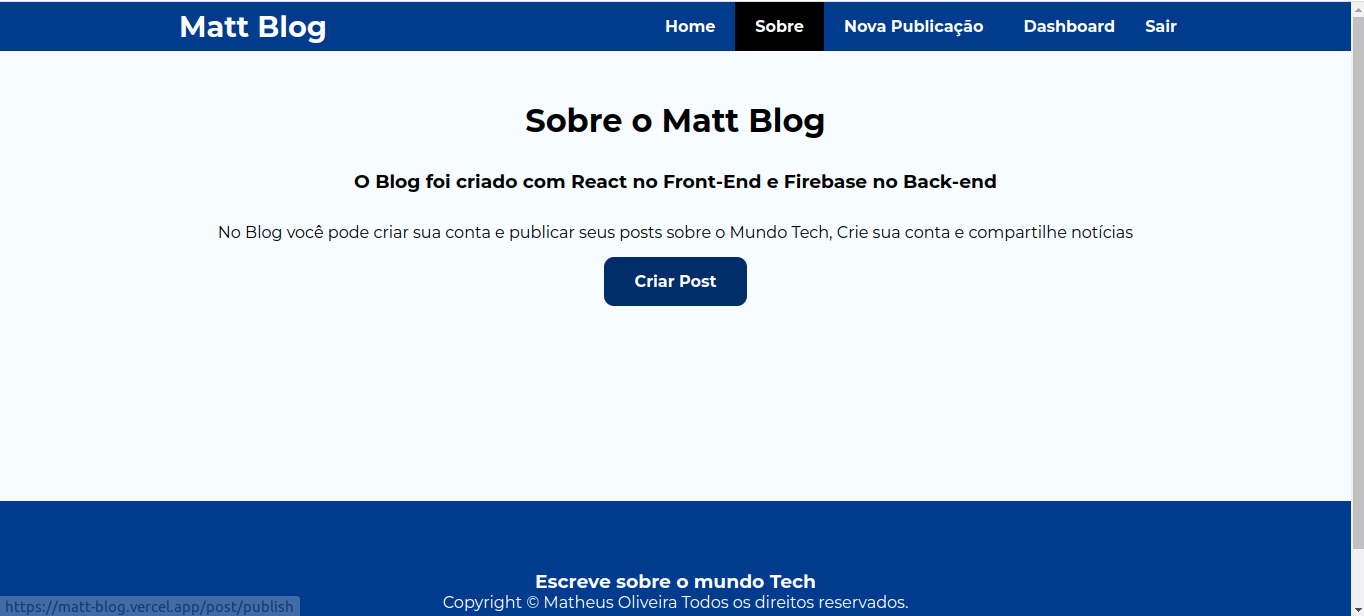 Matt Blog
Home Sobre Nova Publicação Dashboard Sair
Sobre o Matt Blog
O Blog foi criado com React no Front-End e Firebase no Back-end
No Blog você pode criar sua conta e publicar seus posts sobre o Mundo Tech, Crie sua conta e compartilhe notícias
Criar Post
Escreve sobre o mundo Tech
Copyright © Matheus Oliveira Todos os direitos reservados.
https://matt-blog.vercel.app/post/publish